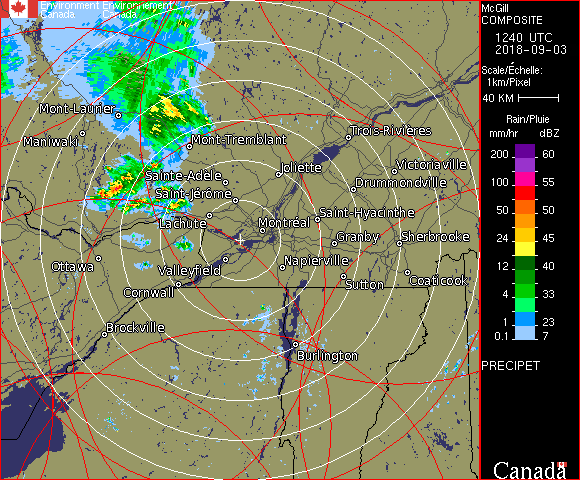 Environment Environnement
Canada Canada
McGill
COMPOSITE
1240 UTC
2018-09-03
Scale/Échelle:
1km/Pixel
40 KM
Rain/Pluie
mm/hr dBZ
200 60
150 57
100 55
50 50
24 45
12 40
4 33
1 23
0.1 7
PRECIPET
Canada
Mont-Laurier
Maniwaki
Mont-Tremblant
Trois-Rivières
Joliette
Victoriaville
Sainte-Adèle
Drummondville
Saint-Jérôme
Saint-Hyacinthe
Lachute
Montréal
Granby
Sherbrooke
Ottawa
Valleyfield
Napierville
Coaticook
Sutton
Cornwall
Brockville
Burlington